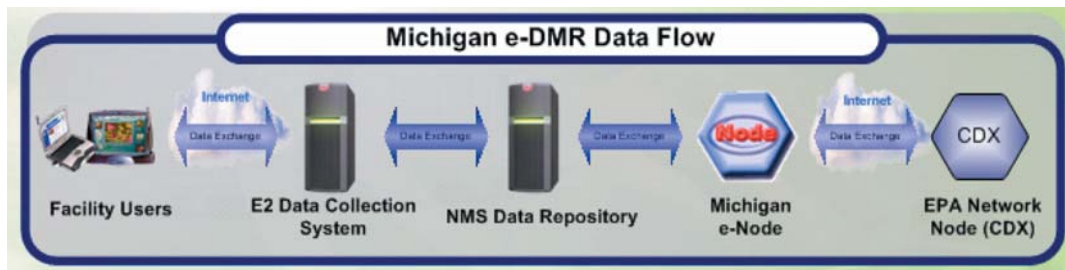 Michigan e-DMR Data Flow
Internet
Data Exchange
Data Exchange
Data Exchange
Internet
Data Exchange
Node
CDX
Facility Users
E2 Data Collection
System
NMS Data Repository
Michigan
e-Node
EPA Network
Node (CDX)